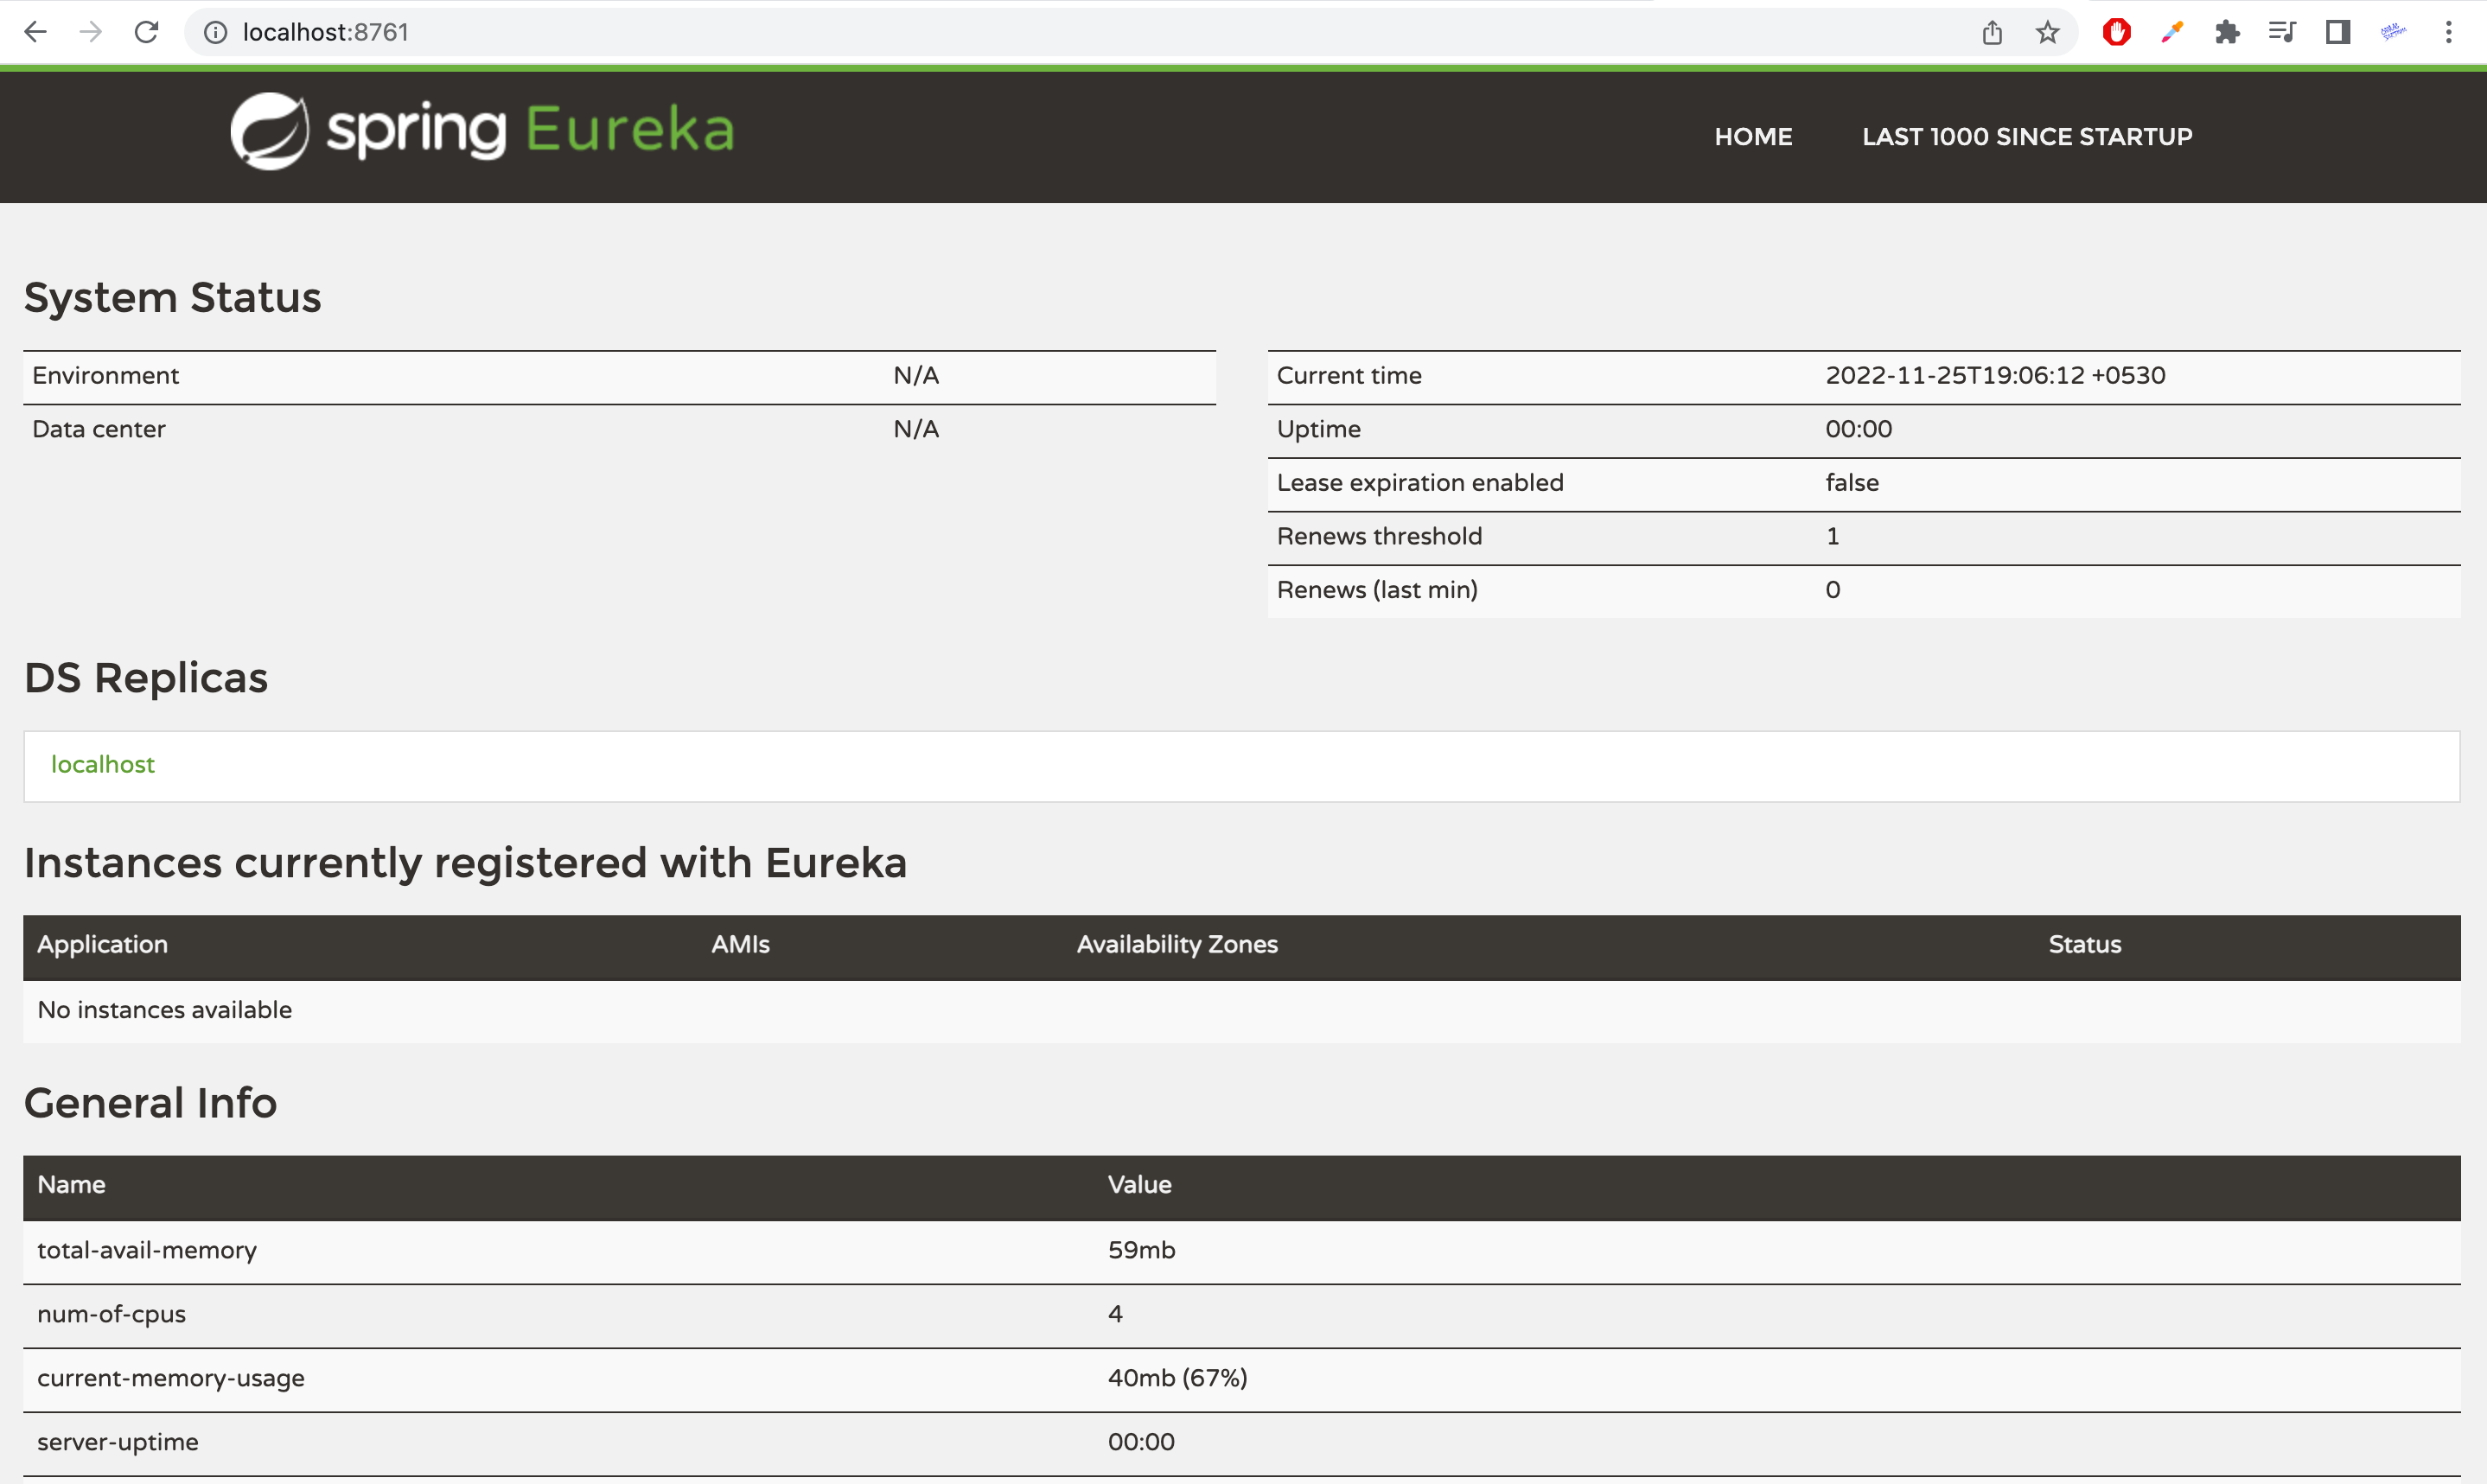 localhost:8761
spring Eureka
HOME LAST 1000 SINCE STARTUP
System Status
Environment N/A
Data center N/A
Current time 2022-11-25T19:06:12 +0530
Uptime 00:00
Lease expiration enabled false
Renews threshold 1
Renews (last min) 0
DS Replicas
localhost
Instances currently registered with Eureka
Application AMIs Availability Zones Status
No instances available
General Info
Name Value
total-avail-memory 59mb
num-of-cpus 4
current-memory-usage 40mb (67%)
server-uptime 00:00